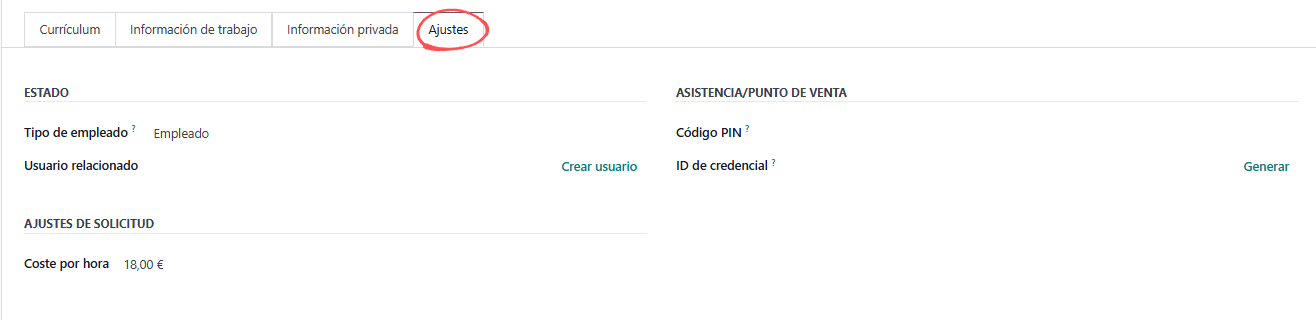 Currículum Información de trabajo Información privada Ajustes
ESTADO
Tipo de empleado ? Empleado
Usuario relacionado Crear usuario
AJUSTES DE SOLICITUD
Coste por hora 18,00 €
ASISTENCIA/PUNTO DE VENTA
Código PIN ?
ID de credencial ? Generar